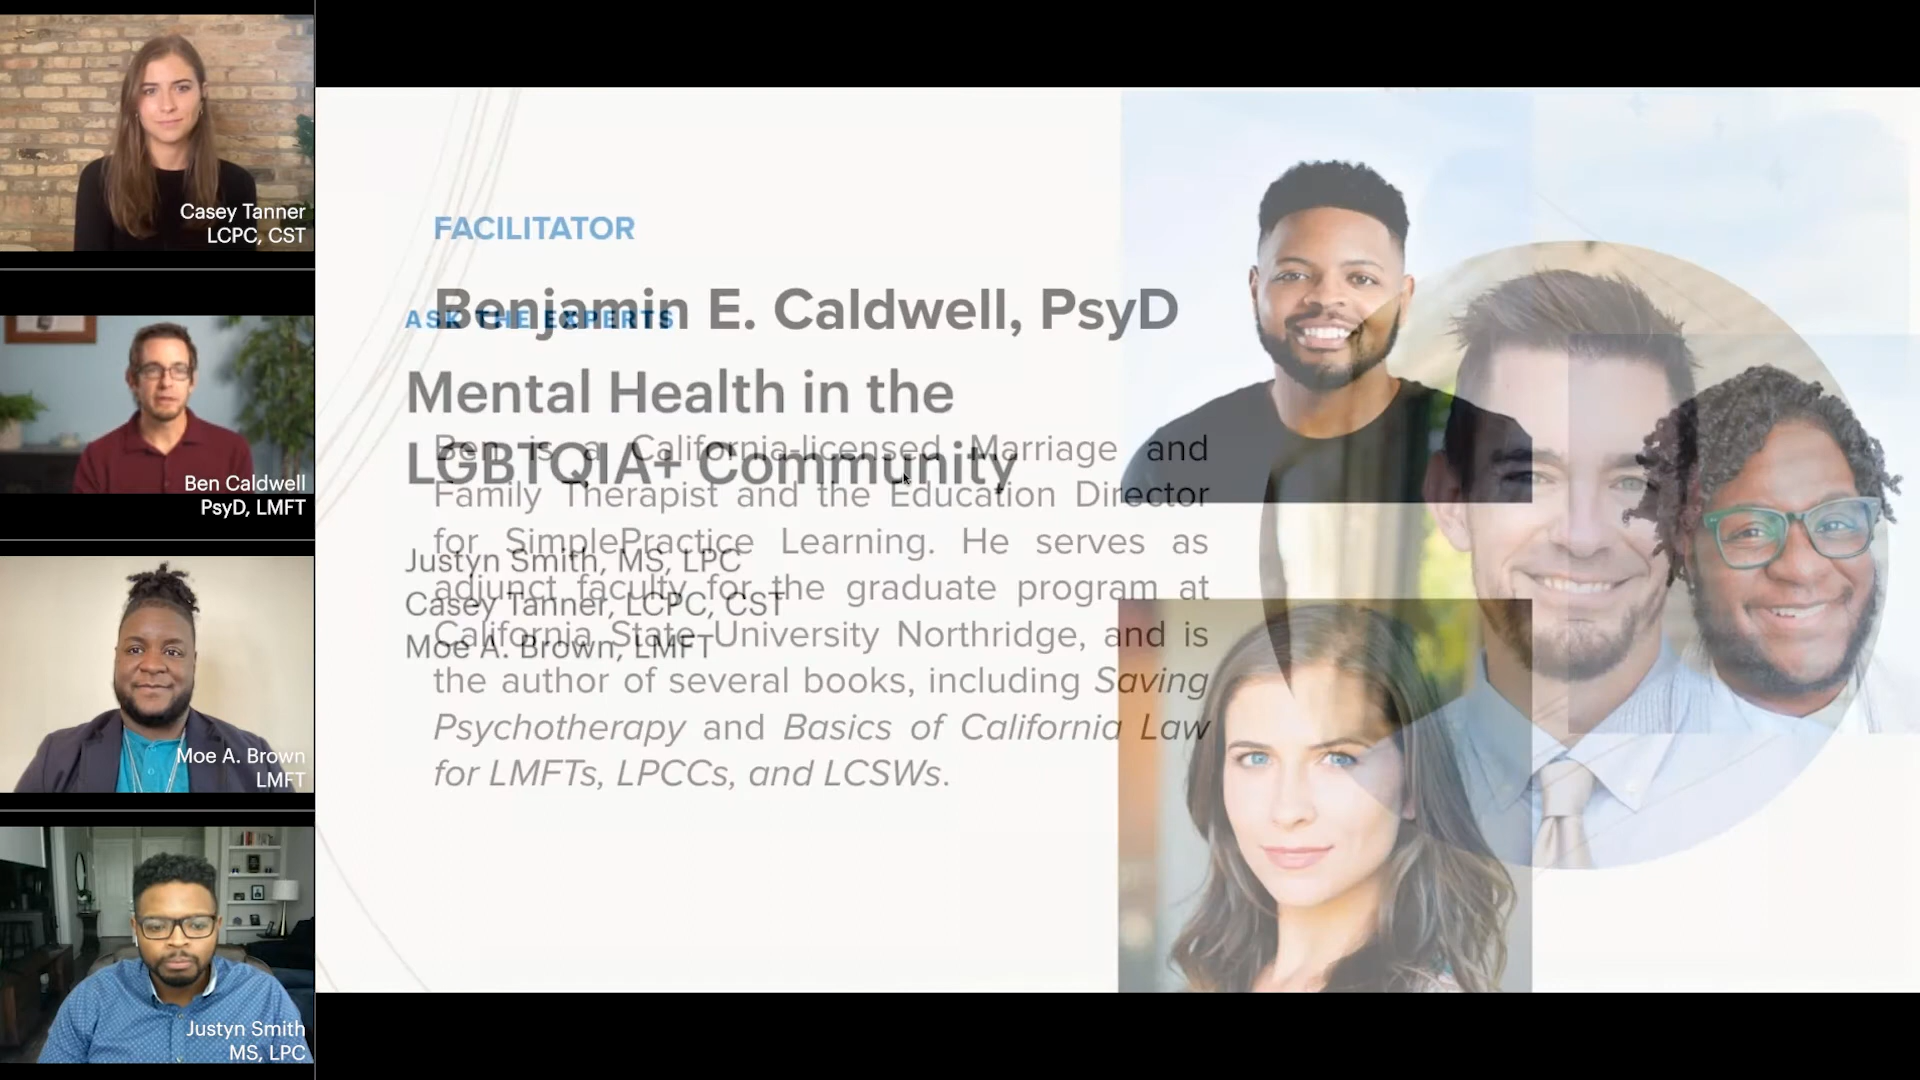 Casey Tanner
LCPC, CST
Ben Caldwell
PsyD, LMFT
Moe A. Brown
LMFT
Justyn Smith
MS, LPC
FACILITATOR
Benjamin E. Caldwell, PsyD
Ben is a California-licensed Marriage and
Family Therapist and the Education Director
for SimplePractice Learning. He serves as
adjunct faculty for the graduate program at
California State University Northridge, and is
the author of several books, including Saving
Psychotherapy and Basics of California Law
for LMFTs, LPCCs, and LCSWs.
ASK THE EXPERTS
Mental Health in the
LGBTQIA+ Community
Justyn Smith, MS, LPC
Casey Tanner, LCPC, CST
Moe A. Brown, LMFT